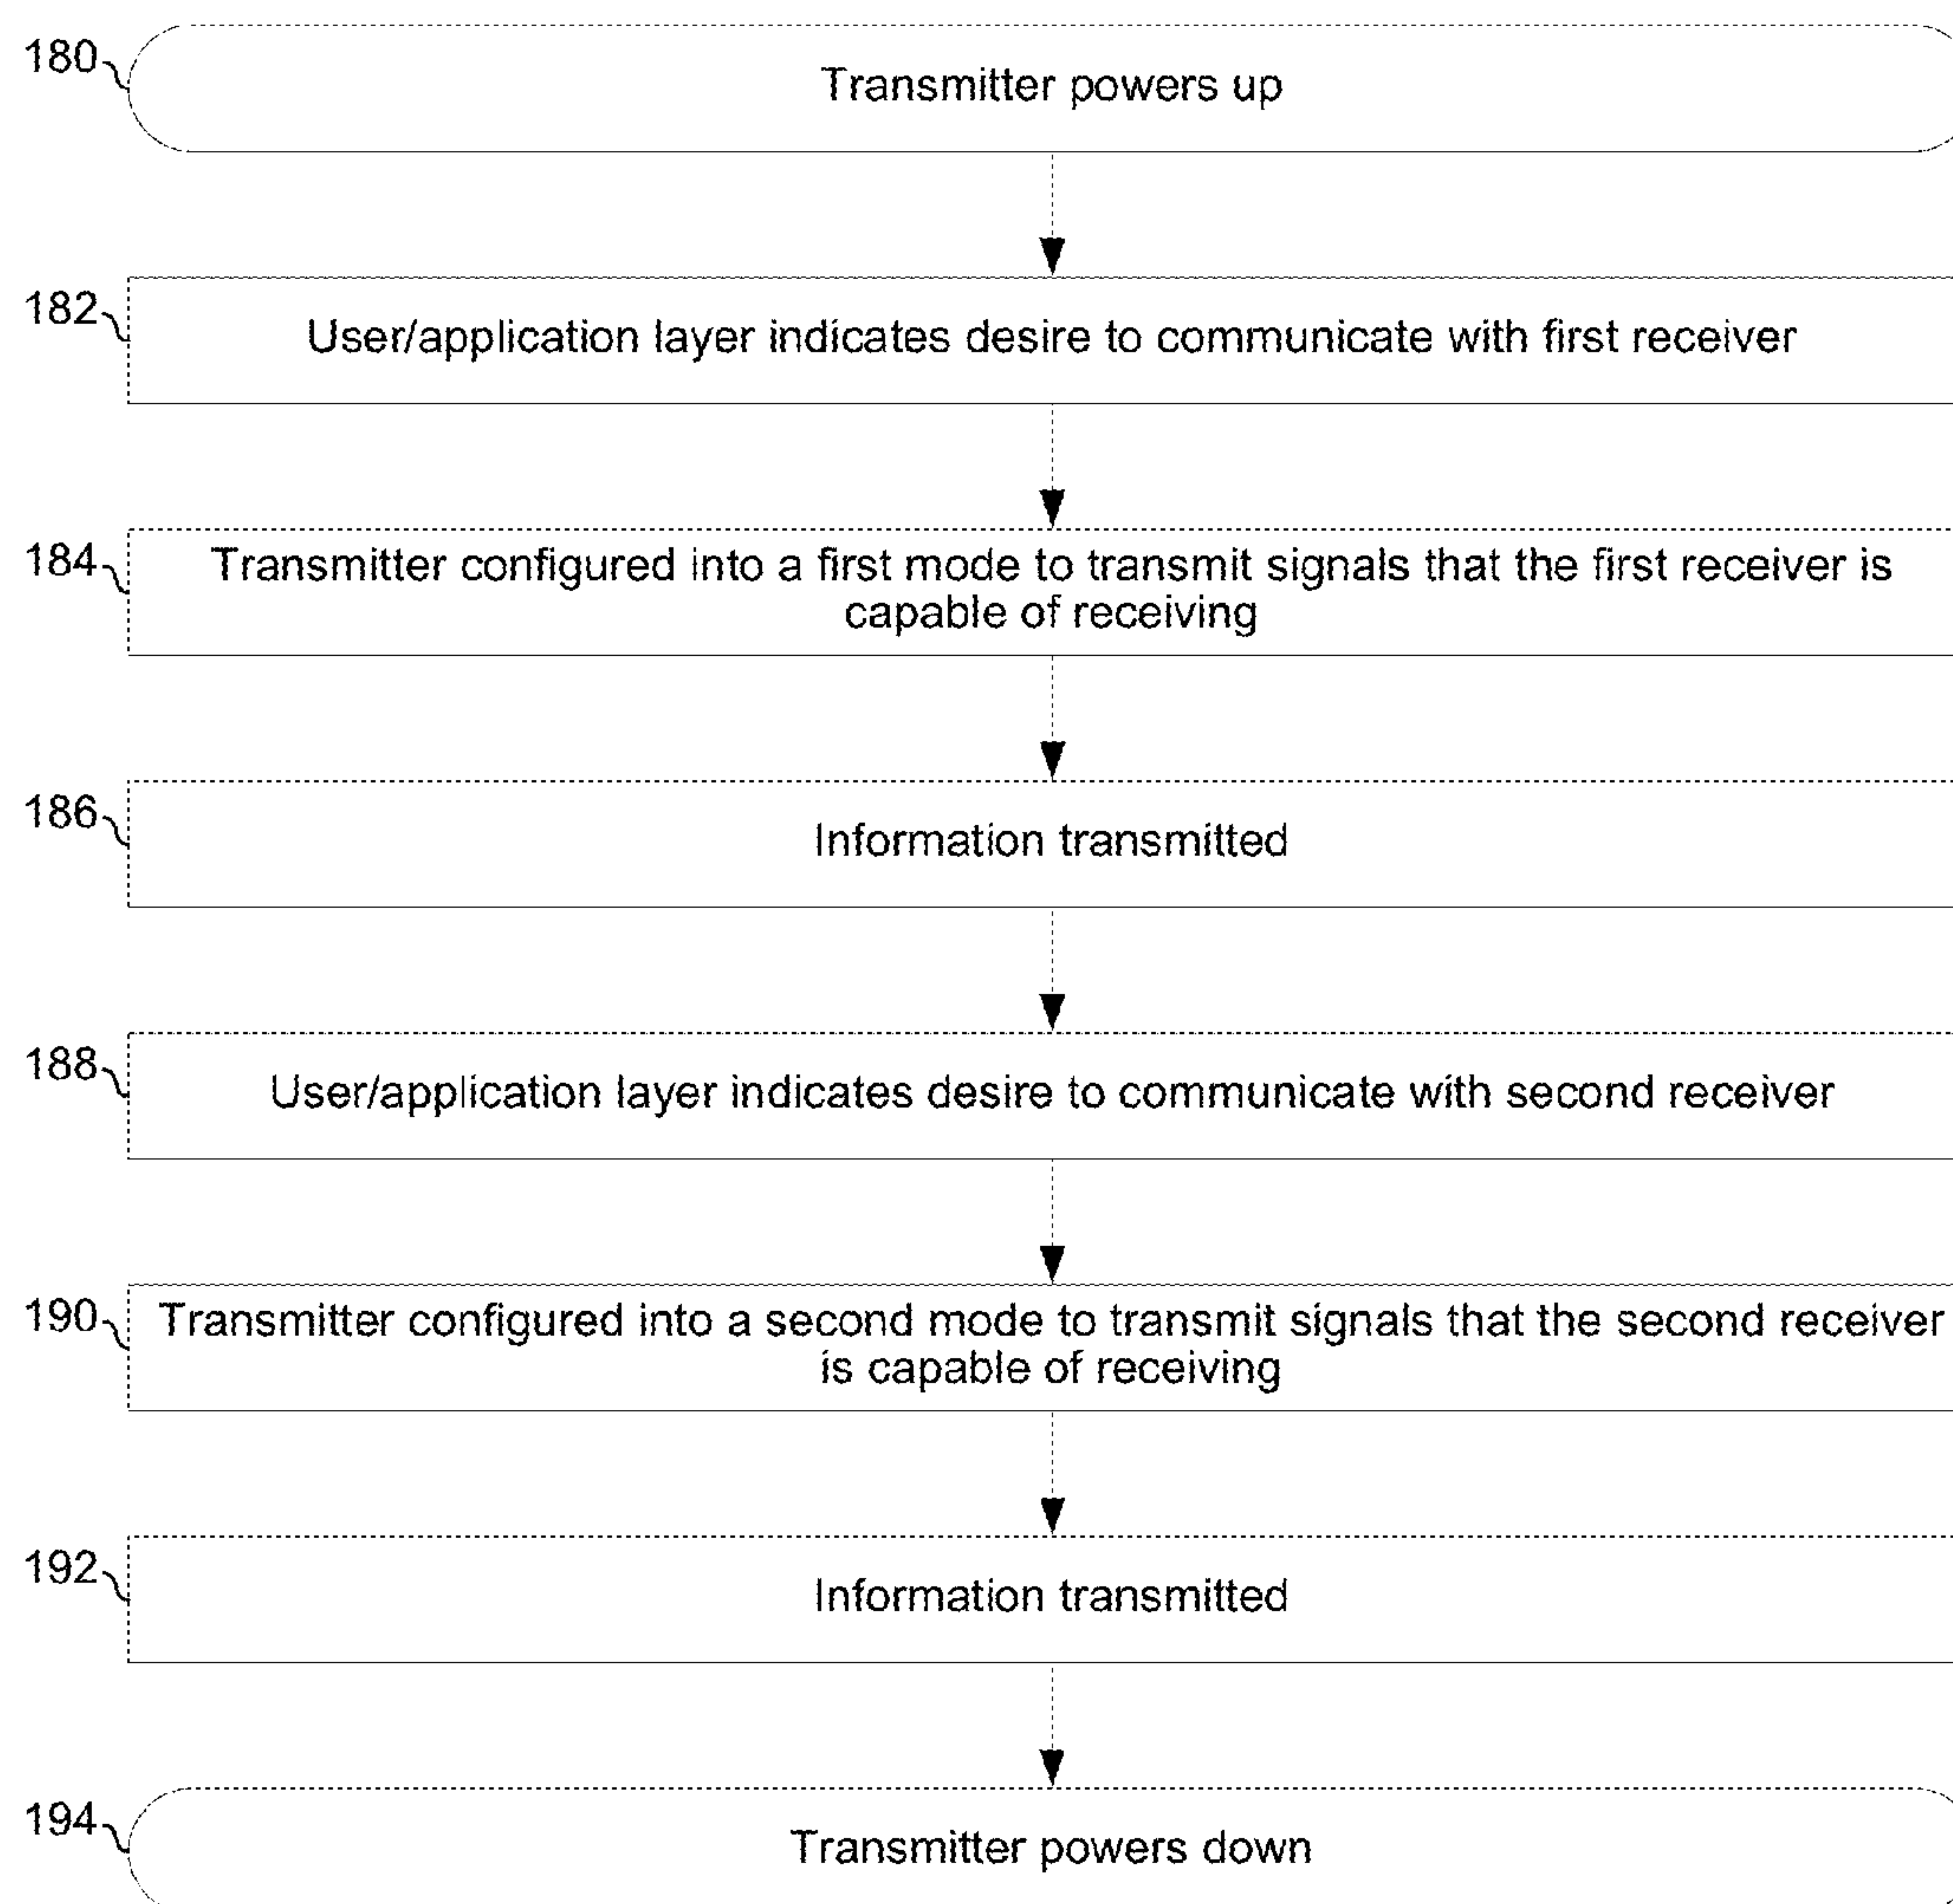 180
Transmitter powers up
182
User/application layer indicates desire to communicate with first receiver
184
Transmitter configured into a first mode to transmit signals that the first receiver is
capable of receiving
186
Information transmitted
188
User/application layer indicates desire to communicate with second receiver
190
Transmitter configured into a second mode to transmit signals that the second receiver
is capable of receiving
192
Information transmitted
194
Transmitter powers down